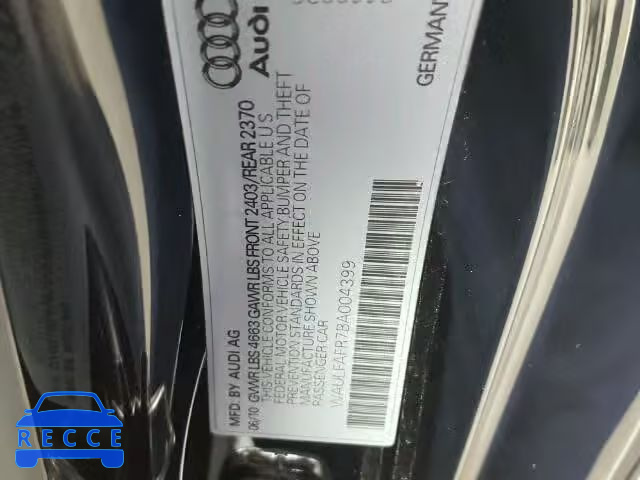 Audi
GERMANY
MFD. BY AUDI AG
06/10 GVWR LBS 4663 GAWR LBS FRONT 2403/REAR 2370
THIS VEHICLE CONFORMS TO ALL APPLICABLE U S
FEDERAL MOTOR VEHICLE SAFETY, BUMPER AND THEFT
PREVENTION STANDARDS IN EFFECT ON THE DATE OF
MANUFACTURE SHOWN ABOVE
PASSENGER CAR
WAULFAFR7BA004399
RECCE